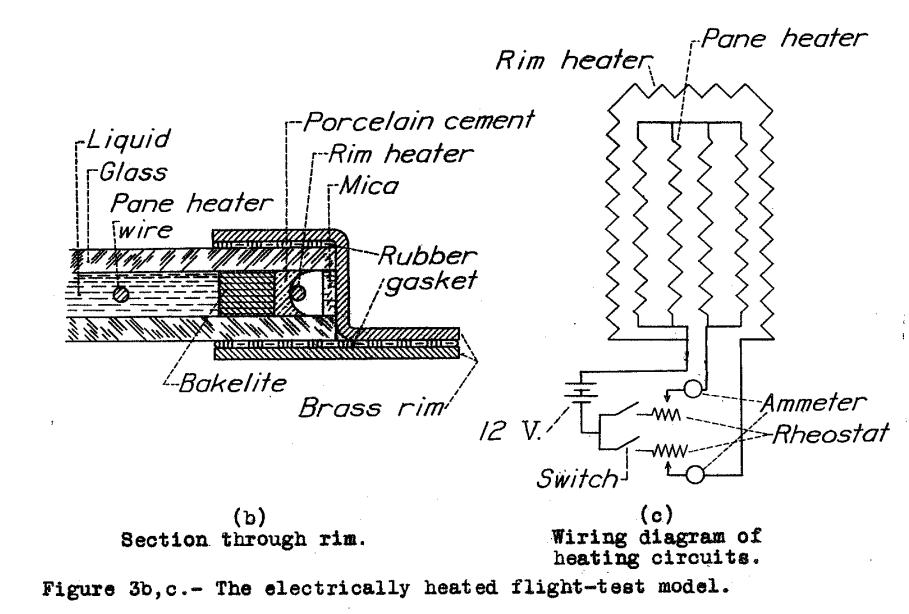 Pane heater
Rim heater
Porcelain cement
Liquid
Rim heater
Glass
Mica
Pane heater
wire
Rubber
gasket
Bakelite
Brass rim
12 V.
Ammeter
Rheostat
Switch
(b)
Section through rim.
(c)
Wiring diagram of
heating circuits.
Figure 3b,c.- The electrically heated flight-test model.